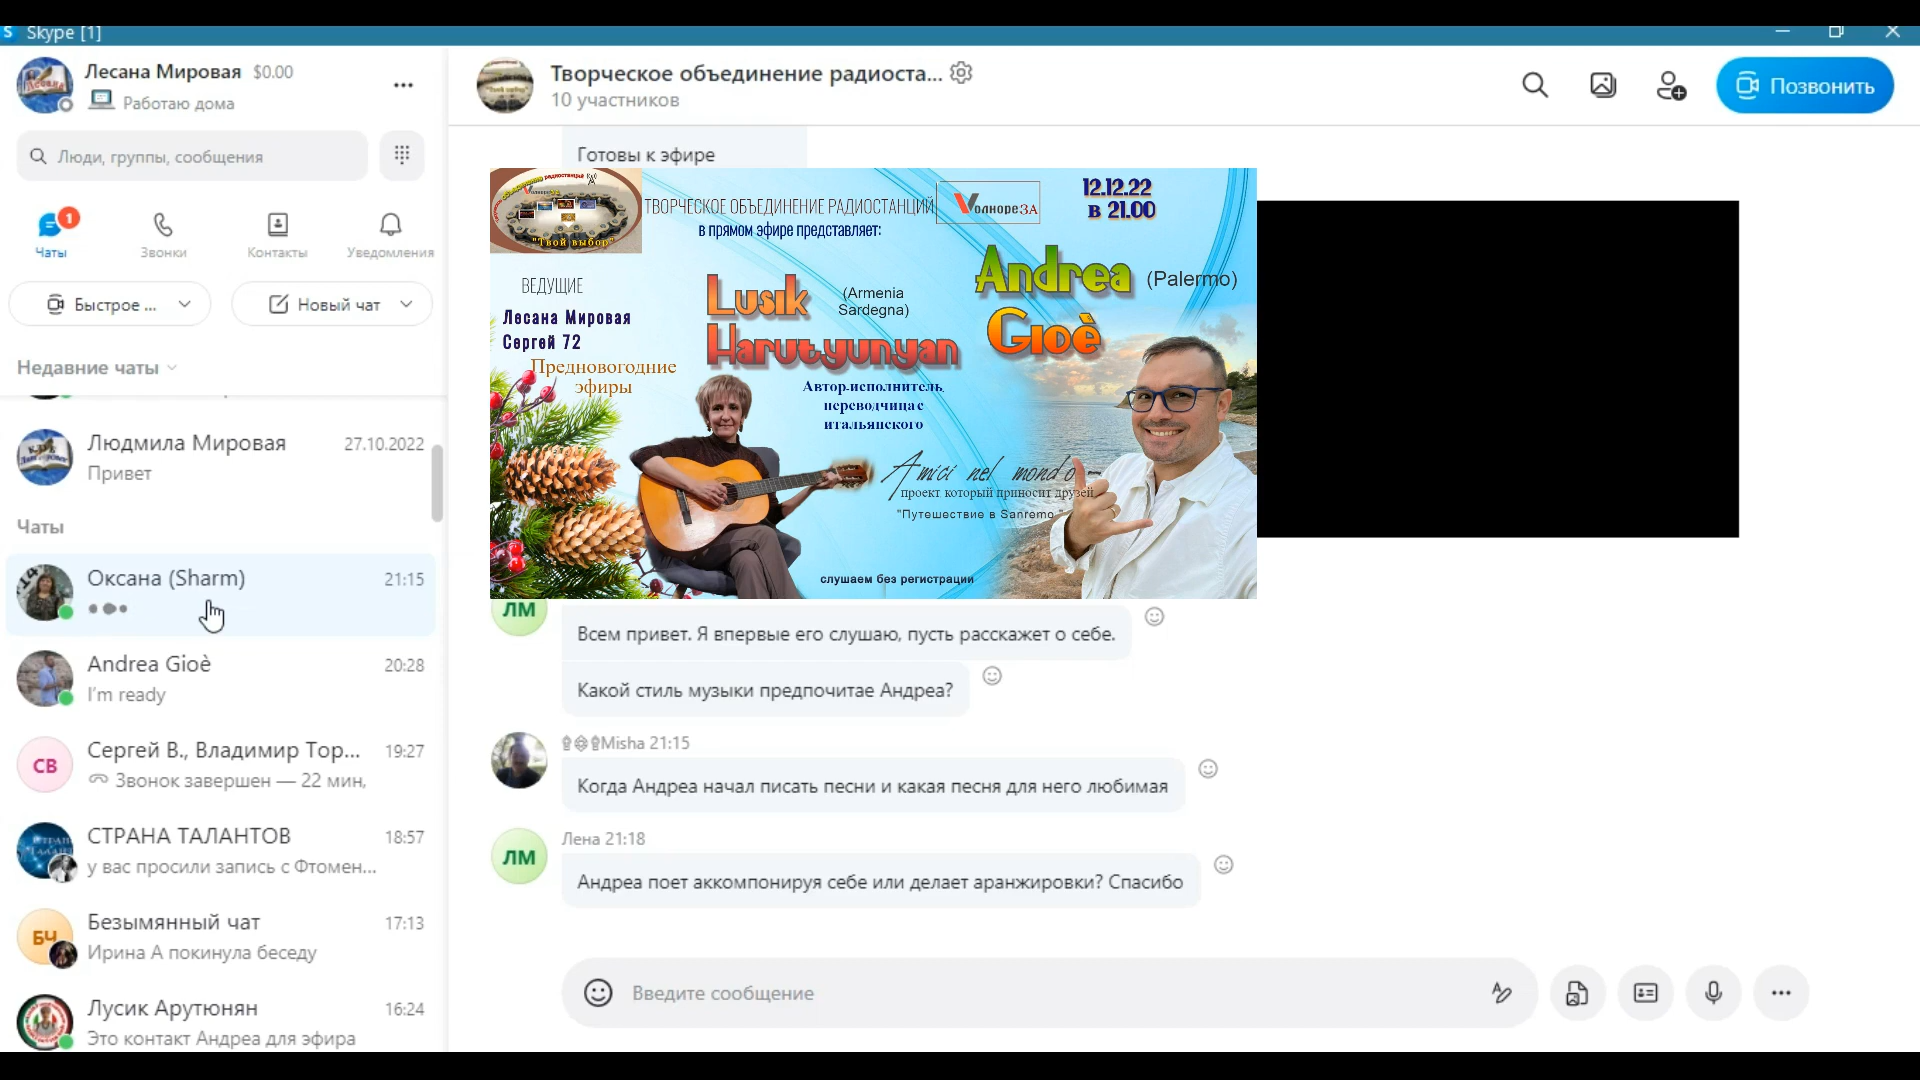 Skype [1]
Лесана Мировая $0.00
Работаю дома
Люди, группы, сообщения
1
Чаты
Звонки
Контакты
Уведомления
Быстрое ...
Новый чат
Недавние чаты
Людмила Мировая 27.10.2022
Привет
Чаты
Оксана (Sharm) 21:15
Andrea Gioè 20:28
I'm ready
СВ
Сергей В., Владимир Тор... 19:27
Звонок завершен — 22 мин,
СТРАНА ТАЛАНТОВ 18:57
у вас просили запись с Фтомен...
БЧ
Безымянный чат 17:13
Ирина А покинула беседу
Лусик Арутюнян 16:24
Это контакт Андреа для эфира
Творческое объединение радиоста...
10 участников
Позвонить
Готовы к эфире
"Твой выбор"
ТВОРЧЕСКОЕ ОБЪЕДИНЕНИЕ РАДИОСТАНЦИЙ
в прямом эфире представляет:
ВолнореЗА
12.12.22
в 21.00
ВЕДУЩИЕ
Лесана Мировая
Сергей 72
Предновогодние
эфиры
Lusik
Harutyunyan
(Armenia
Sardegna)
Andrea
Gioè
(Palermo)
Автор-исполнитель,
переводчица с
итальянского
Amici nel mondo
проект который приносит друзей
"Путешествие в Sanremo "
слушаем без регистрации
ЛМ
Всем привет. Я впервые его слушаю, пусть расскажет о себе.
Какой стиль музыки предпочитае Андреа?
Misha 21:15
Когда Андреа начал писать песни и какая песня для него любимая
Лена 21:18
ЛМ
Андреа поет аккомпонируя себе или делает аранжировки? Спасибо
Введите сообщение